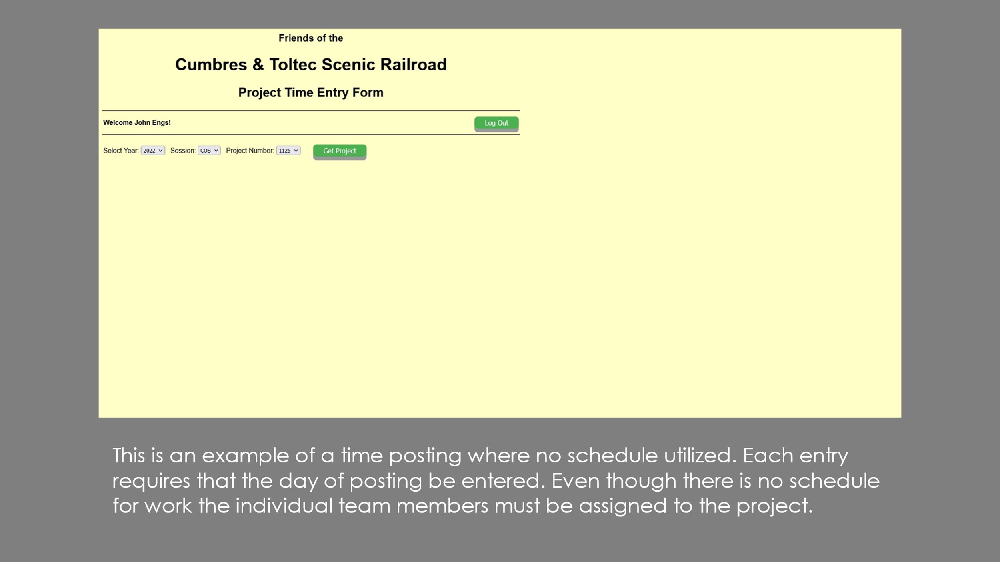 Friends of the
Cumbres & Toltec Scenic Railroad
Project Time Entry Form
Welcome John Engs! Log Out
Select Year: 2022 Session: COS Project Number: 1125 Get Project
This is an example of a time posting where no schedule utilized. Each entry
requires that the day of posting be entered. Even though there is no schedule
for work the individual team members must be assigned to the project.